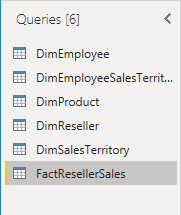 Queries [6]
DimEmployee
DimEmployeeSalesTerrit...
DimProduct
DimReseller
DimSalesTerritory
FactResellerSales